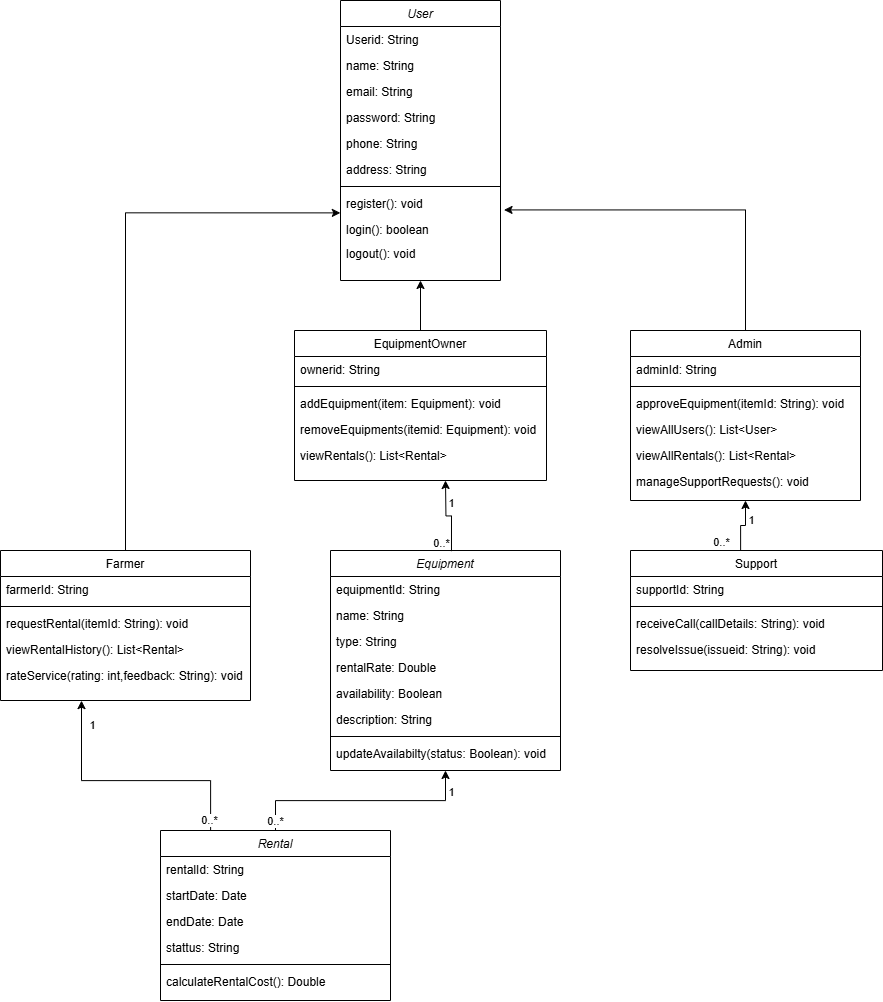 User
Userid: String
name: String
email: String
password: String
phone: String
address: String
register(): void
login(): boolean
logout(): void
EquipmentOwner
ownerid: String
addEquipment(item: Equipment): void
removeEquipments(itemid: Equipment): void
viewRentals(): List<Rental>
Admin
adminId: String
approveEquipment(itemId: String): void
viewAllUsers(): List<User>
viewAllRentals(): List<Rental>
manageSupportRequests(): void
1
0..*
1
0..*
Farmer
farmerId: String
requestRental(itemId: String): void
viewRentalHistory(): List<Rental>
rateService(rating: int,feedback: String): void
Equipment
equipmentId: String
name: String
type: String
rentalRate: Double
availability: Boolean
description: String
updateAvailabilty(status: Boolean): void
Support
supportId: String
receiveCall(callDetails: String): void
resolveIssue(issueid: String): void
1
0..*
1
0..*
Rental
rentalId: String
startDate: Date
endDate: Date
stattus: String
calculateRentalCost(): Double